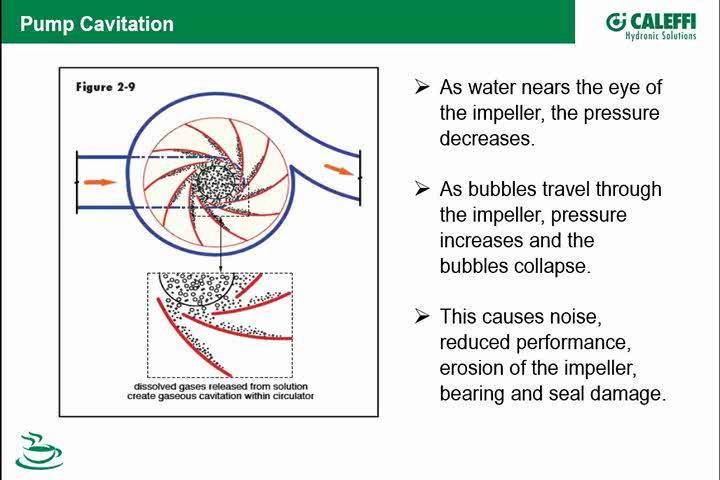 Pump Cavitation
CALEFFI
Hydronic Solutions
Figure 2-9
dissolved gases released from solution
create gaseous cavitation within circulator
➢ As water nears the eye of
the impeller, the pressure
decreases.
➢ As bubbles travel through
the impeller, pressure
increases and the
bubbles collapse.
➢ This causes noise,
reduced performance,
erosion of the impeller,
bearing and seal damage.